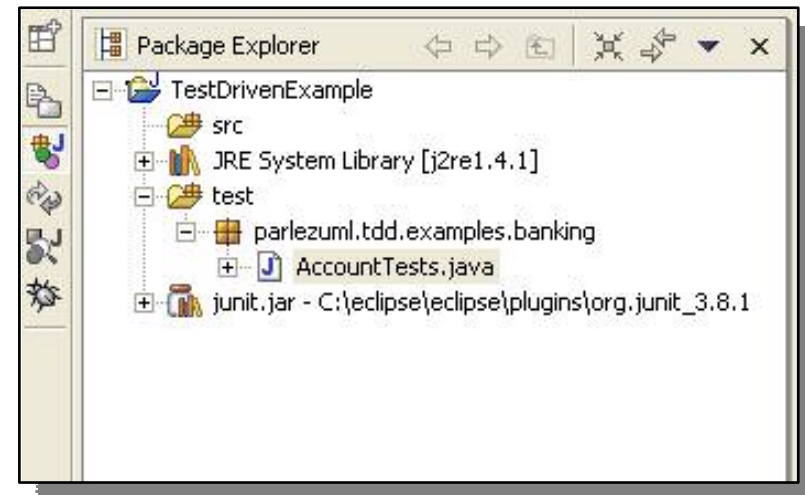 Package Explorer
TestDrivenExample
src
JRE System Library [j2re1.4.1]
test
parlezuml.tdd.examples.banking
AccountTests.java
junit.jar - C:\eclipse\eclipse\plugins\org.junit_3.8.1